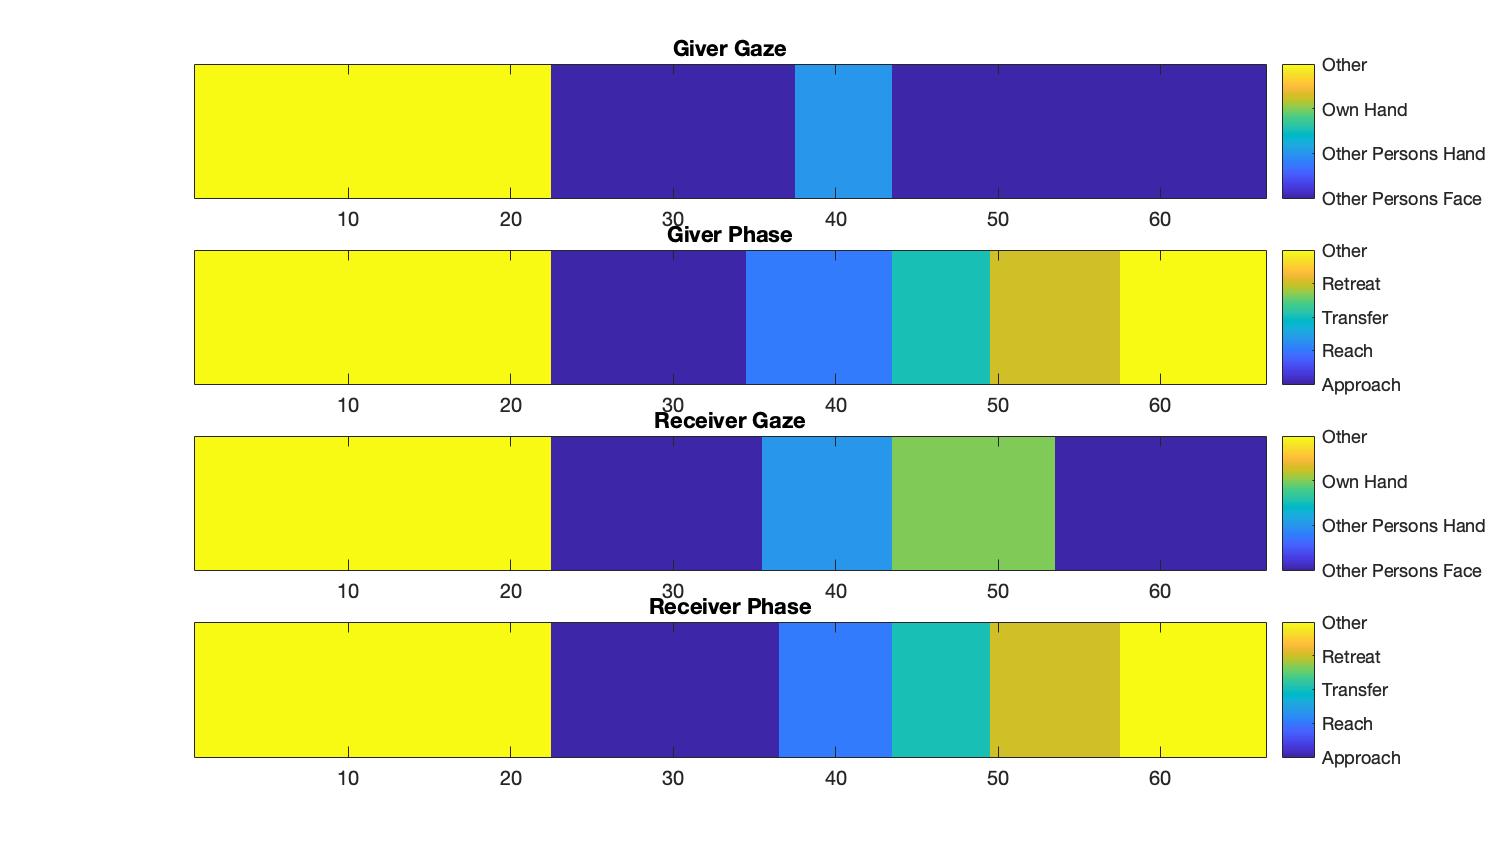 Giver Gaze
Other
Own Hand
Other Persons Hand
Other Persons Face
10 20 30 40 50 60
Giver Phase
Other
Retreat
Transfer
Reach
Approach
10 20 30 40 50 60
Receiver Gaze
Other
Own Hand
Other Persons Hand
Other Persons Face
10 20 30 40 50 60
Receiver Phase
Other
Retreat
Transfer
Reach
Approach
10 20 30 40 50 60